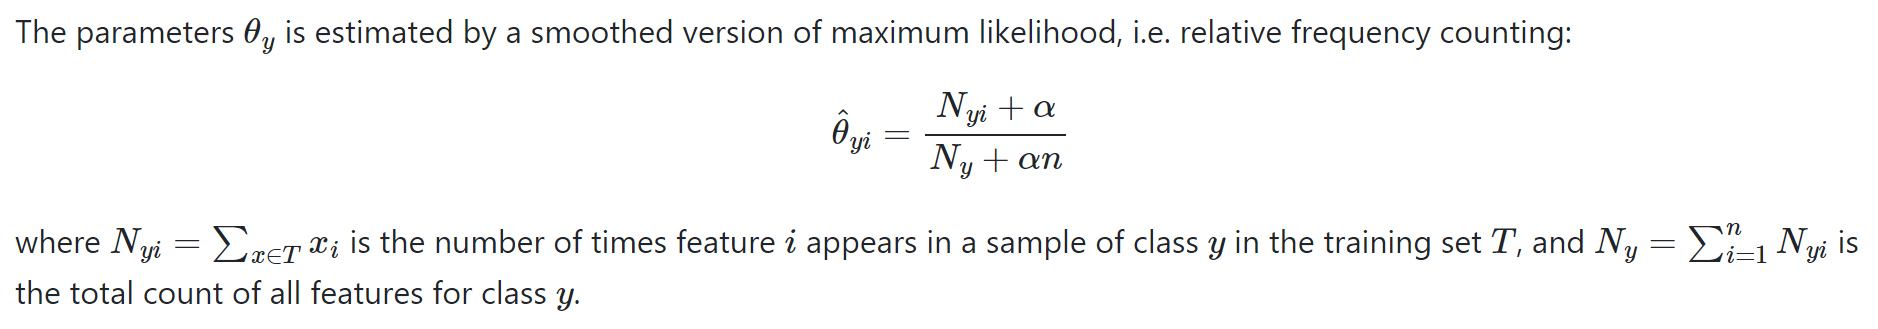 The parameters θ_y is estimated by a smoothed version of maximum likelihood, i.e. relative frequency counting:
θ̂_yi = (N_yi + α) / (N_y + αn)
where N_yi = ∑_{x∈T} x_i is the number of times feature i appears in a sample of class y in the training set T, and N_y = ∑_{i=1}^{n} N_yi is
the total count of all features for class y.